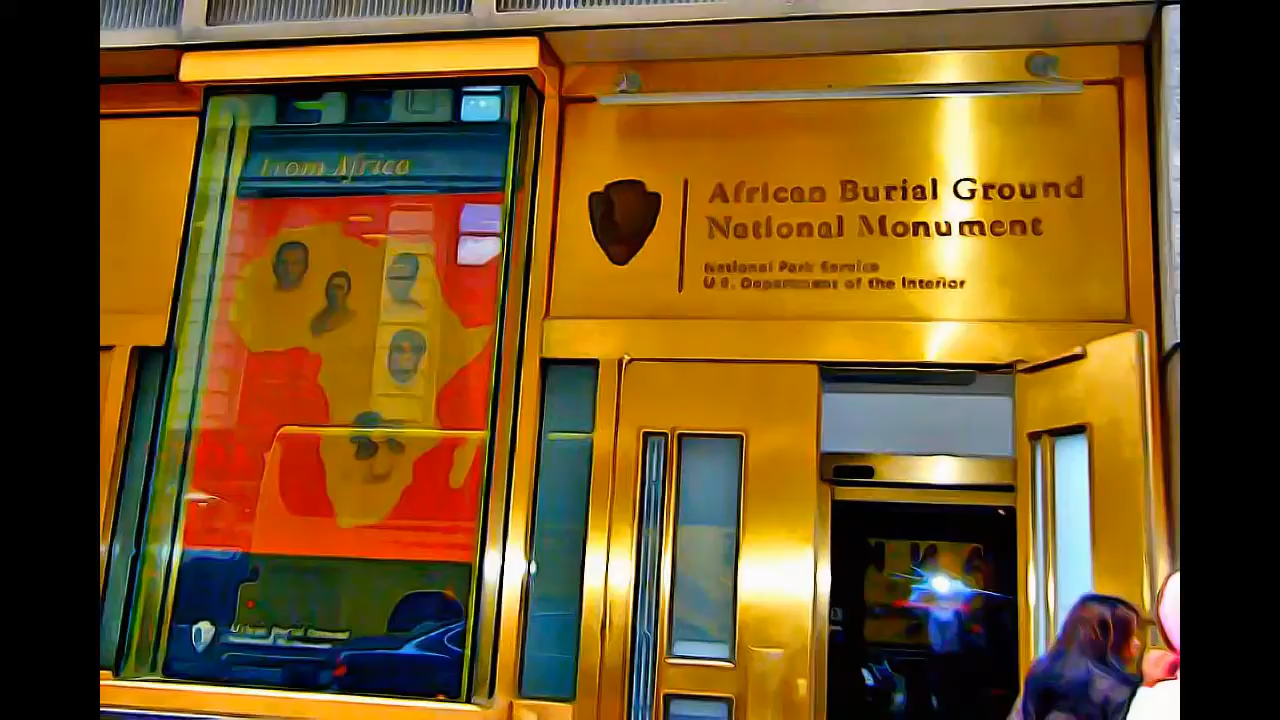 From Africa
African Burial Ground
National Monument
National Park Service
U.S. Department of the Interior